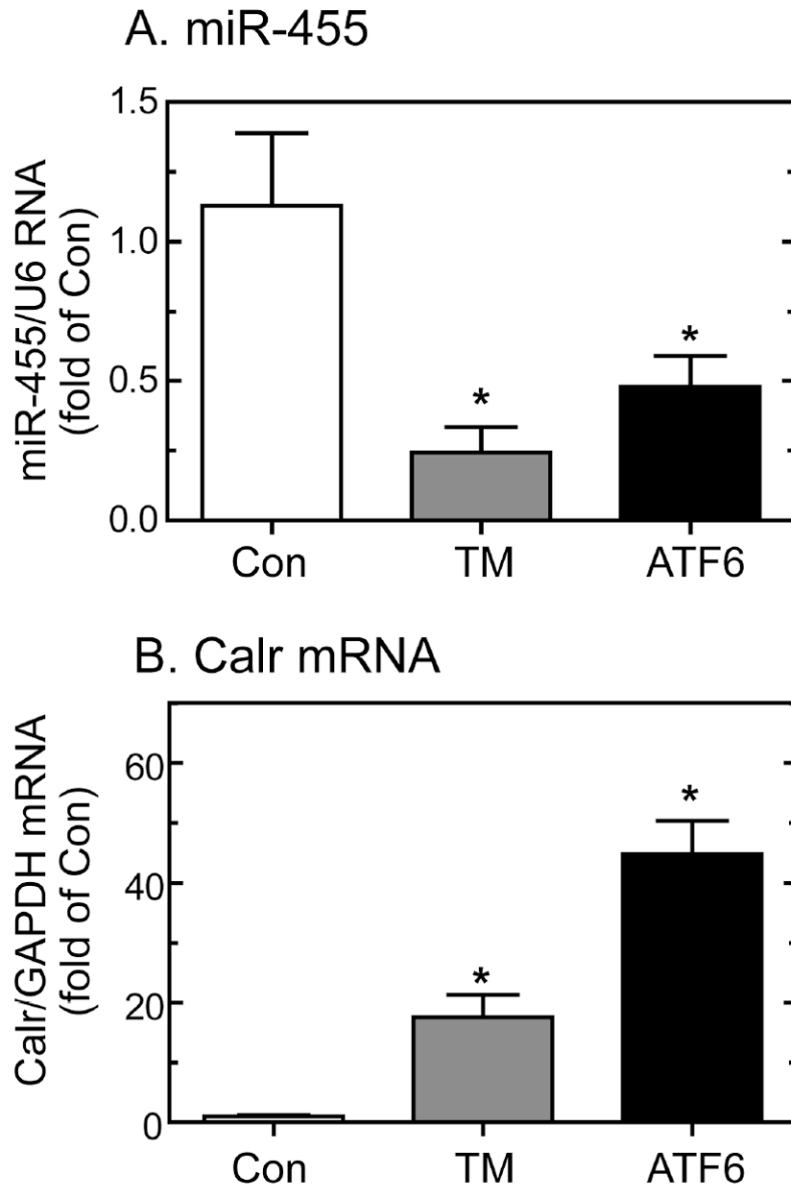 A. miR-455
miR-455/U6 RNA
(fold of Con)
1.5
1.0
0.5
0.0
*
*
Con TM ATF6
B. Calr mRNA
Calr/GAPDH mRNA
(fold of Con)
60
40
20
0
*
*
Con TM ATF6